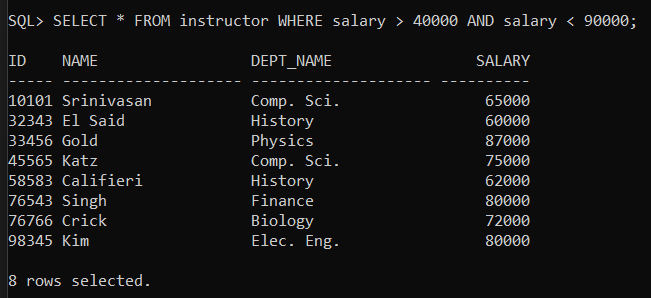 SQL> SELECT * FROM instructor WHERE salary > 40000 AND salary < 90000;
ID    NAME                 DEPT_NAME                SALARY
----- -------------------- -------------------- ----------
10101 Srinivasan           Comp. Sci.                65000
32343 El Said              History                   60000
33456 Gold                 Physics                   87000
45565 Katz                 Comp. Sci.                75000
58583 Califieri            History                   62000
76543 Singh                Finance                   80000
76766 Crick                Biology                   72000
98345 Kim                  Elec. Eng.                80000
8 rows selected.